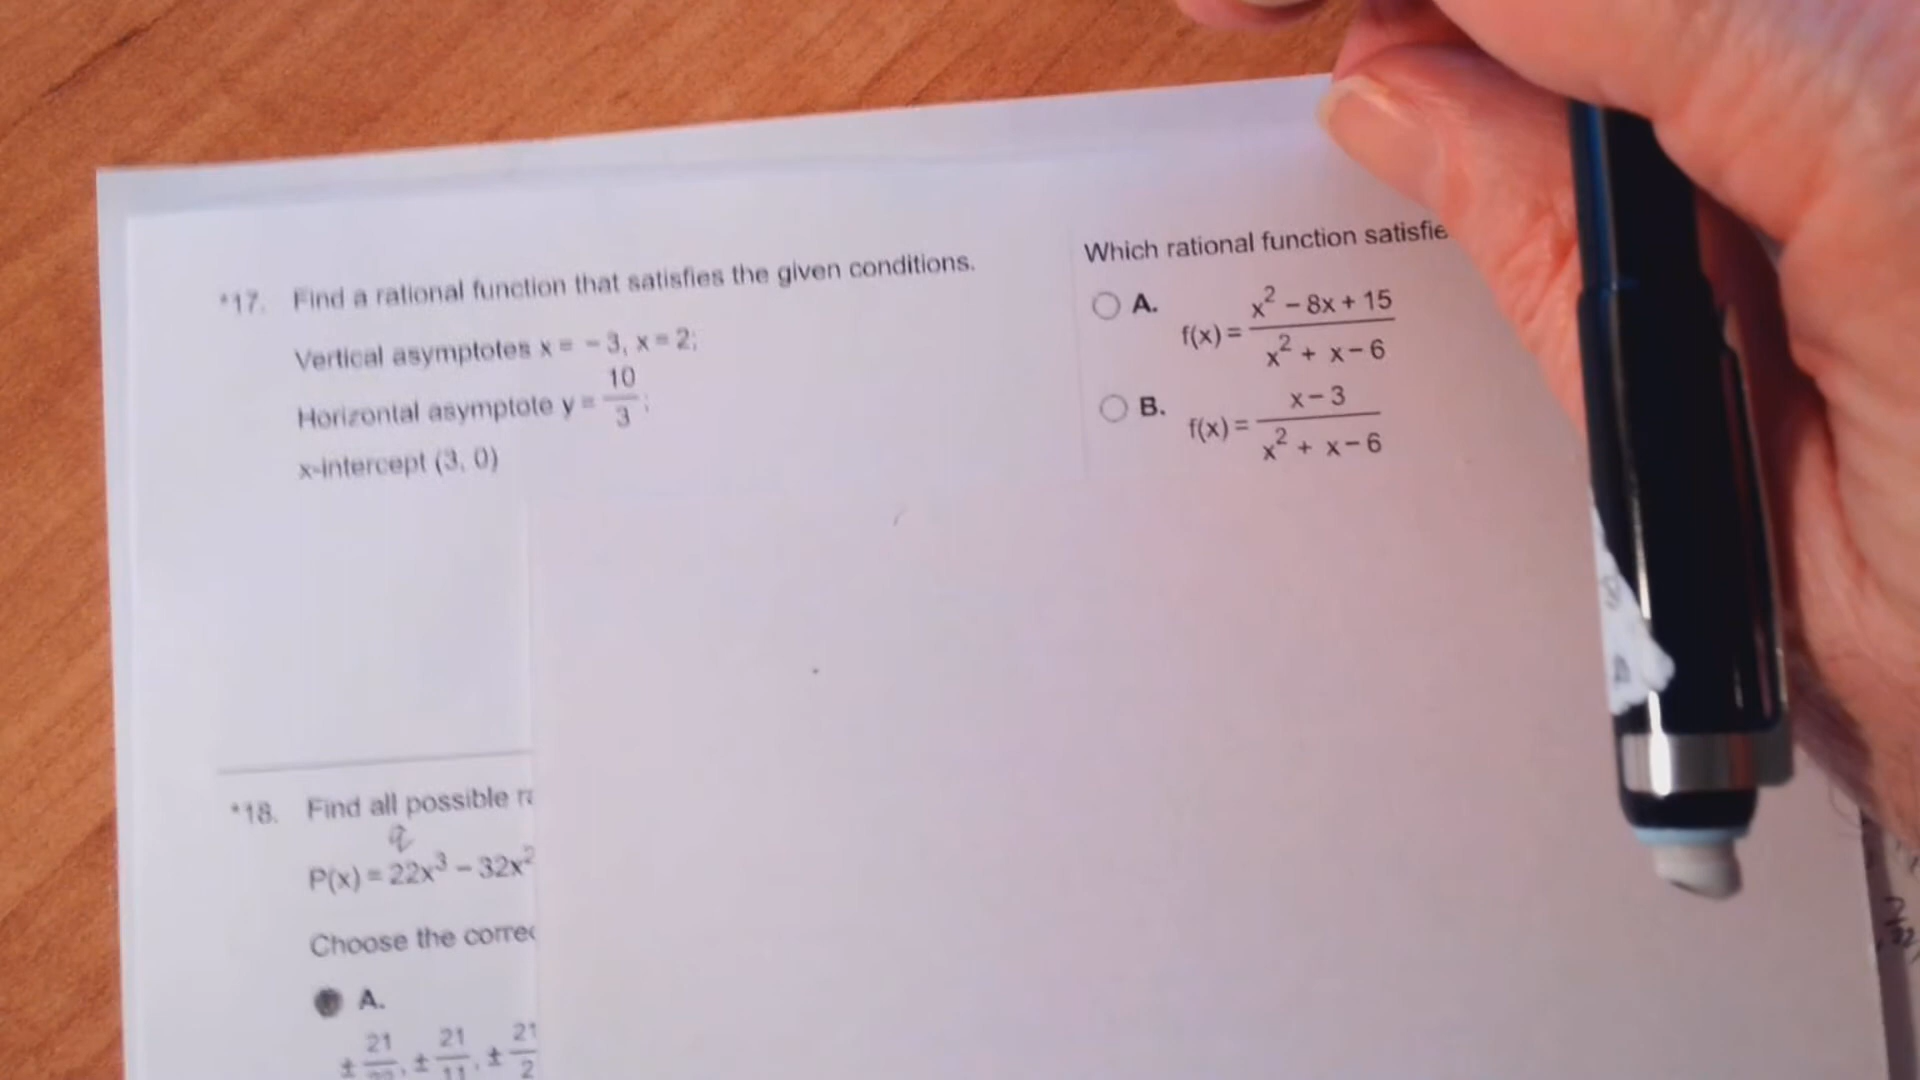 *17. Find a rational function that satisfies the given conditions.
Vertical asymptotes x = - 3, x = 2;
Horizontal asymptote y = 10/3;
x-intercept (3, 0)
Which rational function satisfie
A. f(x) = (x² - 8x + 15)/(x² + x - 6)
B. f(x) = (x - 3)/(x² + x - 6)
*18. Find all possible
q
P(x) = 22x³ - 32x²
Choose the correc
A.
± 21/22, ± 21/11, ± 21/2